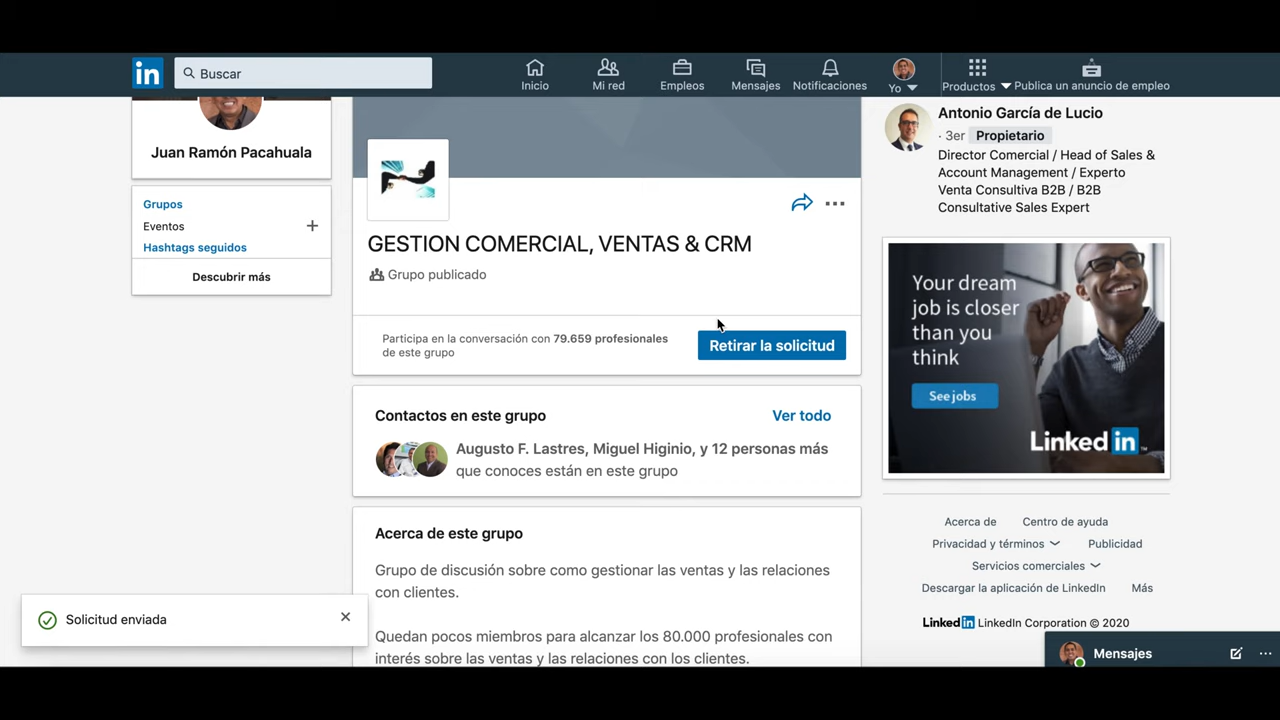 in
Buscar
Inicio
Mi red
Empleos
Mensajes
Notificaciones
Yo
Productos
Publica un anuncio de empleo
Juan Ramón Pacahuala
Grupos
Eventos
Hashtags seguidos
Descubrir más
GESTION COMERCIAL, VENTAS & CRM
Grupo publicado
Participa en la conversación con 79.659 profesionales
de este grupo
Retirar la solicitud
Contactos en este grupo
Ver todo
Augusto F. Lastres, Miguel Higinio, y 12 personas más
que conoces están en este grupo
Acerca de este grupo
Grupo de discusión sobre como gestionar las ventas y las relaciones
con clientes.
Quedan pocos miembros para alcanzar los 80.000 profesionales con
interés sobre las ventas y las relaciones con los clientes.
Antonio García de Lucio
· 3er Propietario
Director Comercial / Head of Sales &
Account Management / Experto
Venta Consultiva B2B / B2B
Consultative Sales Expert
Your dream
job is closer
than you
think
See jobs
Linked in
Acerca de
Centro de ayuda
Privacidad y términos
Publicidad
Servicios comerciales
Descargar la aplicación de LinkedIn
Más
Linked in LinkedIn Corporation © 2020
Solicitud enviada
Mensajes